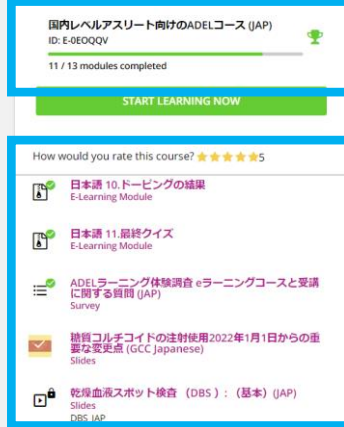 国内レベルアスリート向けのADELコース (JAP)
ID: E-0EOQQV
11 / 13 modules completed
START LEARNING NOW
How would you rate this course? 5
日本語 10.ドーピングの結果
E-Learning Module
日本語 11.最終クイズ
E-Learning Module
ADELラーニング体験調査 eラーニングコースと受講
に関する質問 (JAP)
Survey
糖質コルチコイドの注射使用2022年1月1日からの重
要な変更点 (GCC Japanese)
Slides
乾燥血液スポット検査 （DBS ）: （基本）(JAP)
Slides
DBS JAP